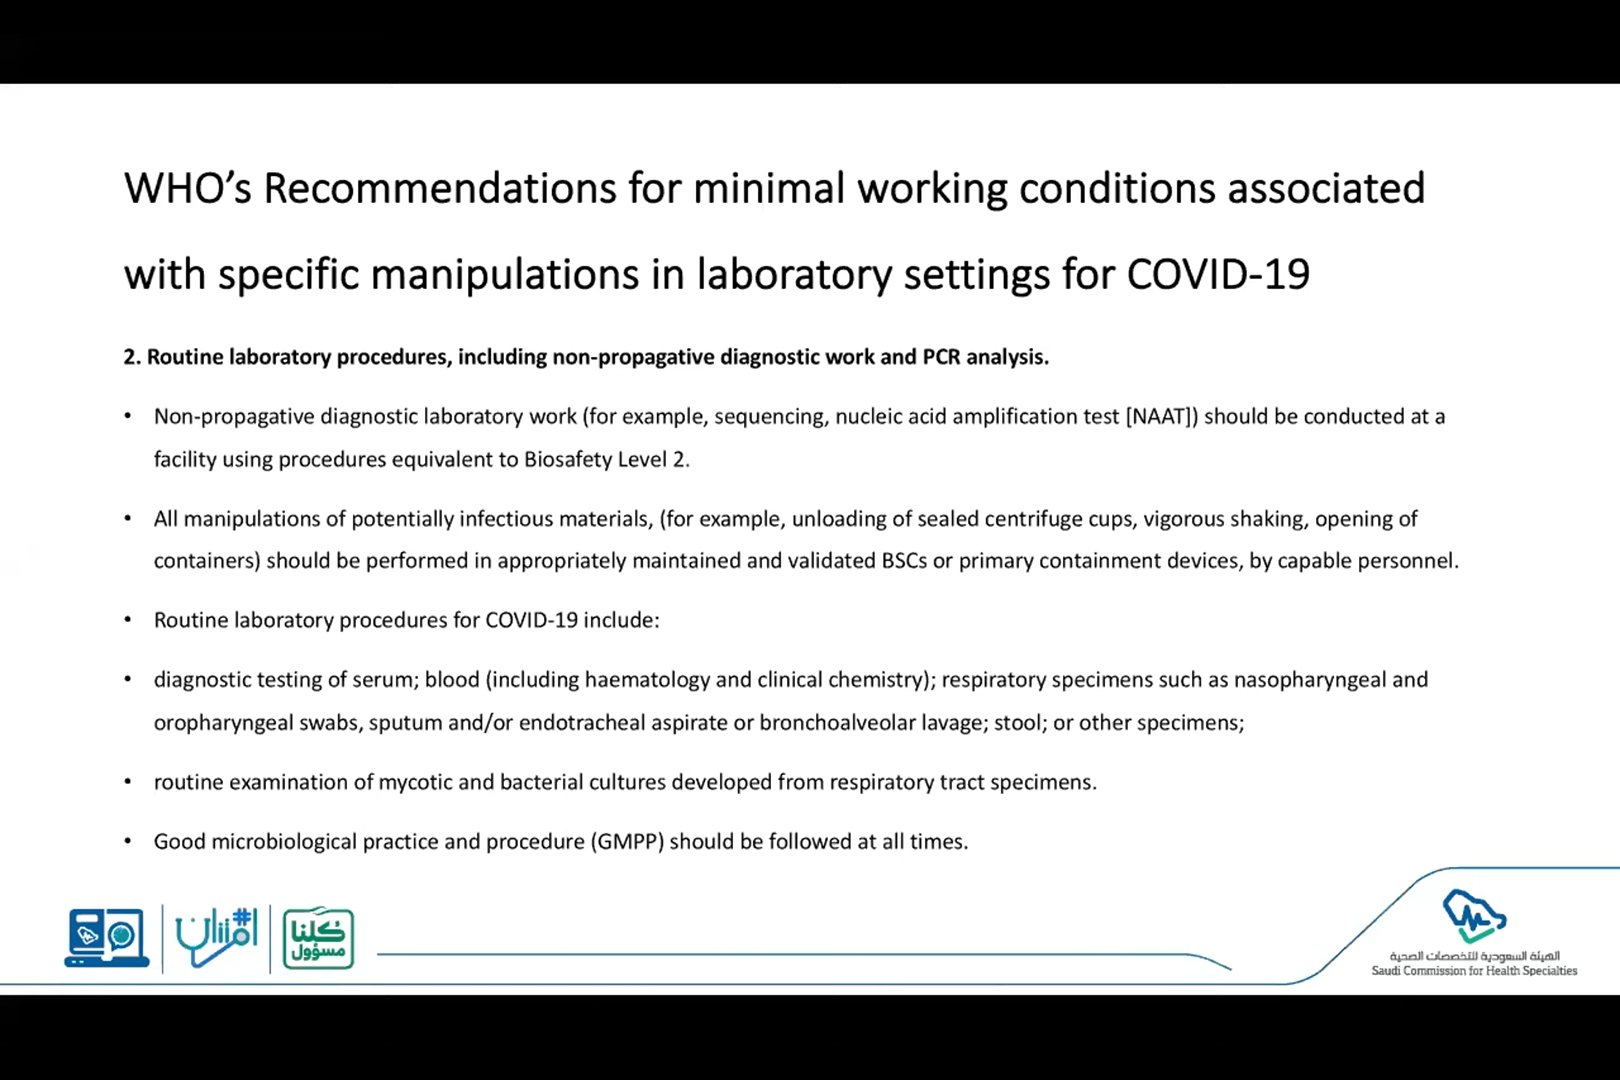 WHO’s Recommendations for minimal working conditions associated
with specific manipulations in laboratory settings for COVID-19
2. Routine laboratory procedures, including non-propagative diagnostic work and PCR analysis.
• Non-propagative diagnostic laboratory work (for example, sequencing, nucleic acid amplification test [NAAT]) should be conducted at a
facility using procedures equivalent to Biosafety Level 2.
• All manipulations of potentially infectious materials, (for example, unloading of sealed centrifuge cups, vigorous shaking, opening of
containers) should be performed in appropriately maintained and validated BSCs or primary containment devices, by capable personnel.
• Routine laboratory procedures for COVID-19 include:
• diagnostic testing of serum; blood (including haematology and clinical chemistry); respiratory specimens such as nasopharyngeal and
oropharyngeal swabs, sputum and/or endotracheal aspirate or bronchoalveolar lavage; stool; or other specimens;
• routine examination of mycotic and bacterial cultures developed from respiratory tract specimens.
• Good microbiological practice and procedure (GMPP) should be followed at all times.
#امتنان
كلنا
مسؤول
الهيئة السعودية للتخصصات الصحية
Saudi Commission for Health Specialties